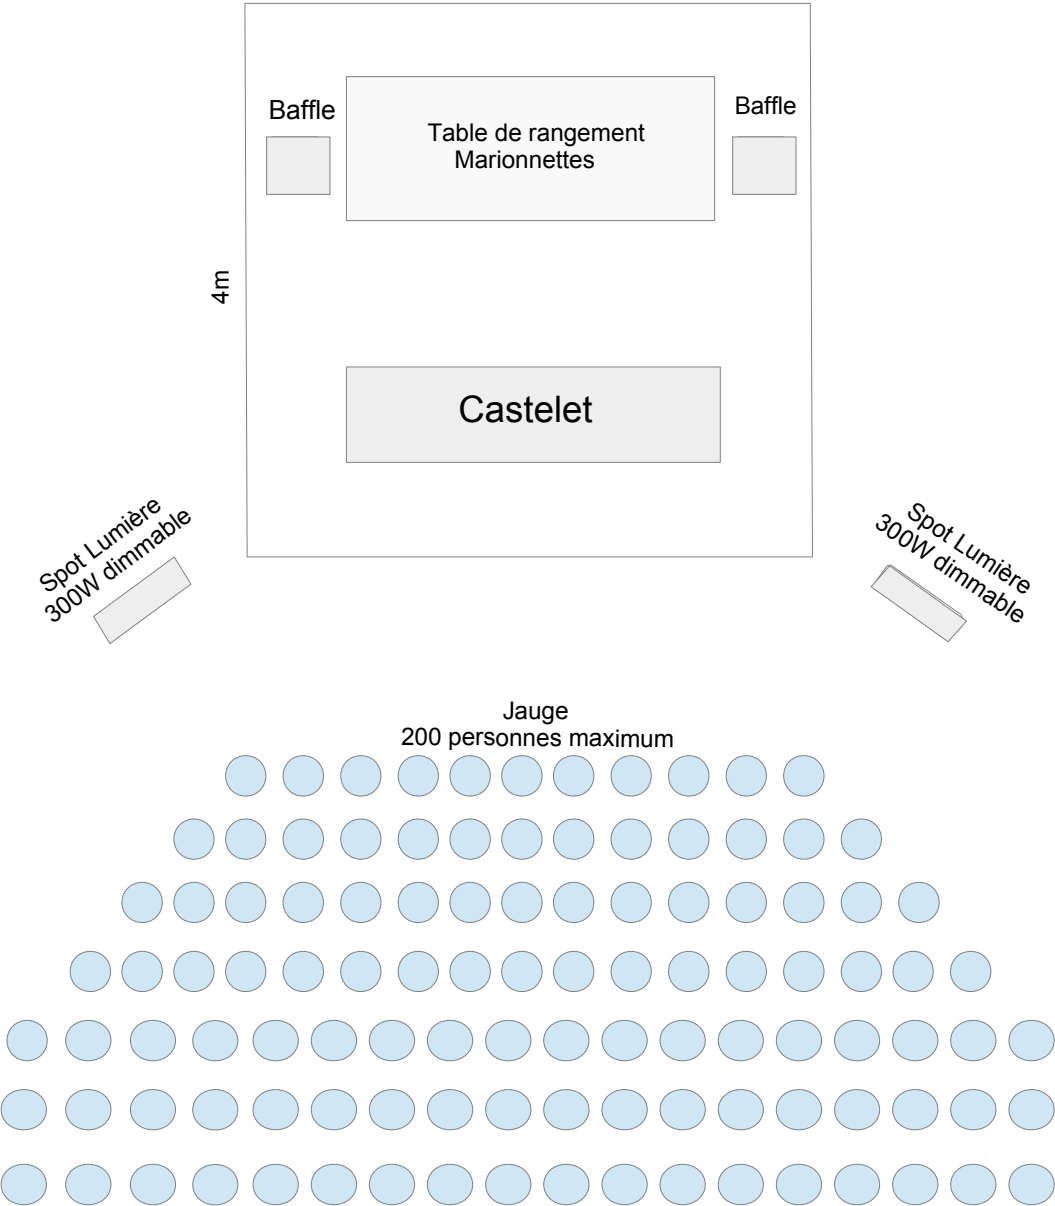 Baffle
Baffle
Table de rangement
Marionnettes
4m
Castelet
Spot Lumière
300W dimmable
Spot Lumière
300W dimmable
Jauge
200 personnes maximum